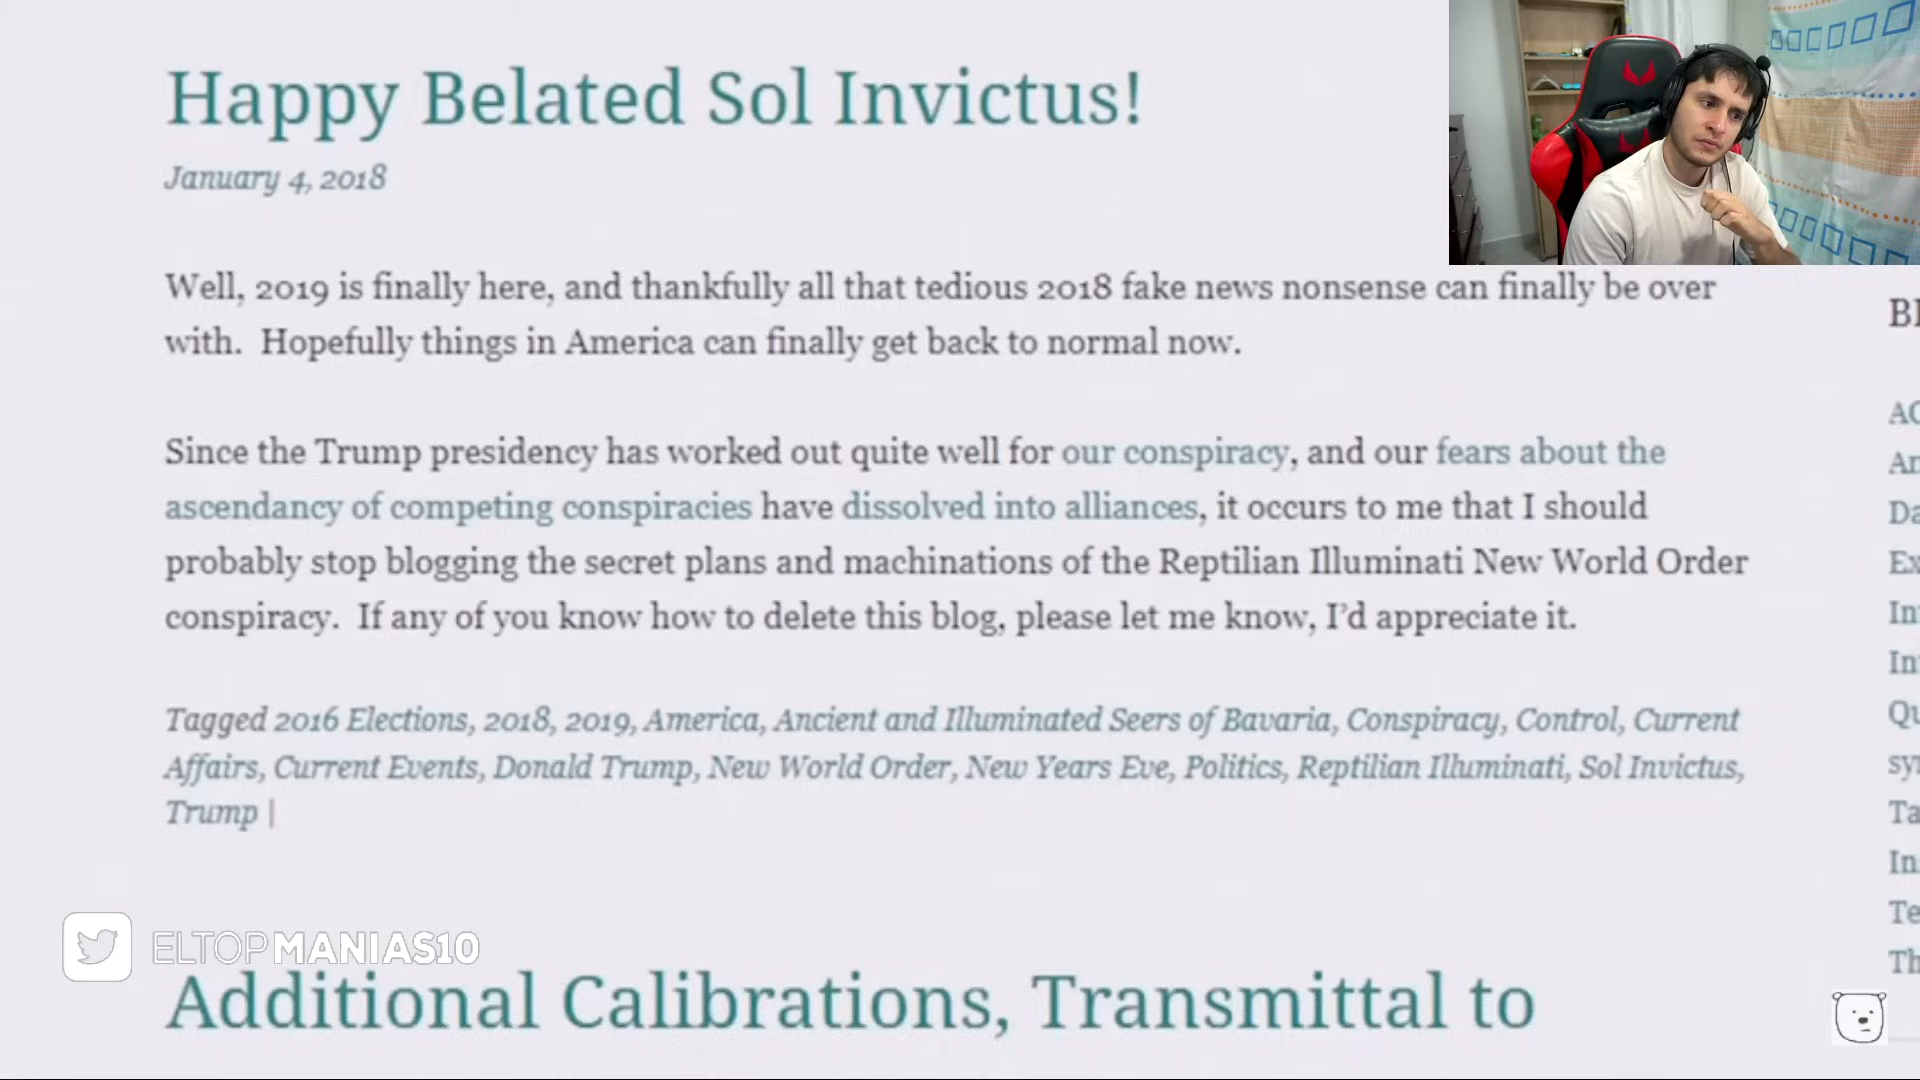 Happy Belated Sol Invictus!
January 4, 2018
Well, 2019 is finally here, and thankfully all that tedious 2018 fake news nonsense can finally be over
with.  Hopefully things in America can finally get back to normal now.
Since the Trump presidency has worked out quite well for our conspiracy, and our fears about the
ascendancy of competing conspiracies have dissolved into alliances, it occurs to me that I should
probably stop blogging the secret plans and machinations of the Reptilian Illuminati New World Order
conspiracy.  If any of you know how to delete this blog, please let me know, I'd appreciate it.
Tagged 2016 Elections, 2018, 2019, America, Ancient and Illuminated Seers of Bavaria, Conspiracy, Control, Current
Affairs, Current Events, Donald Trump, New World Order, New Years Eve, Politics, Reptilian Illuminati, Sol Invictus,
Trump |
ELTOPMANIAS10
Additional Calibrations, Transmittal to